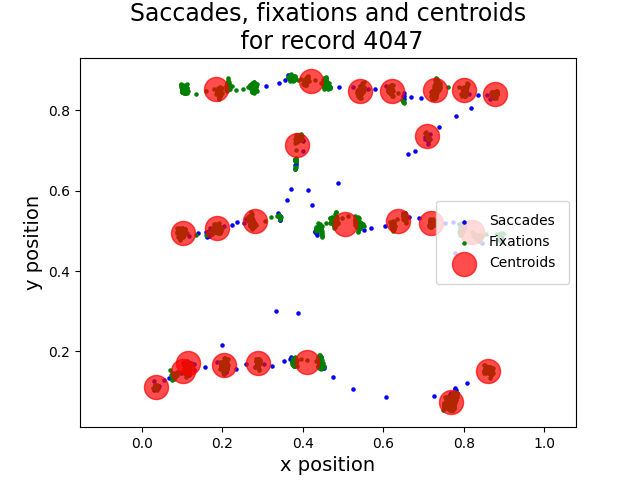 Saccades, fixations and centroids
for record 4047
y position
0.8
0.6
0.4
0.2
Saccades
Fixations
Centroids
0.0 0.2 0.4 0.6 0.8 1.0
x position